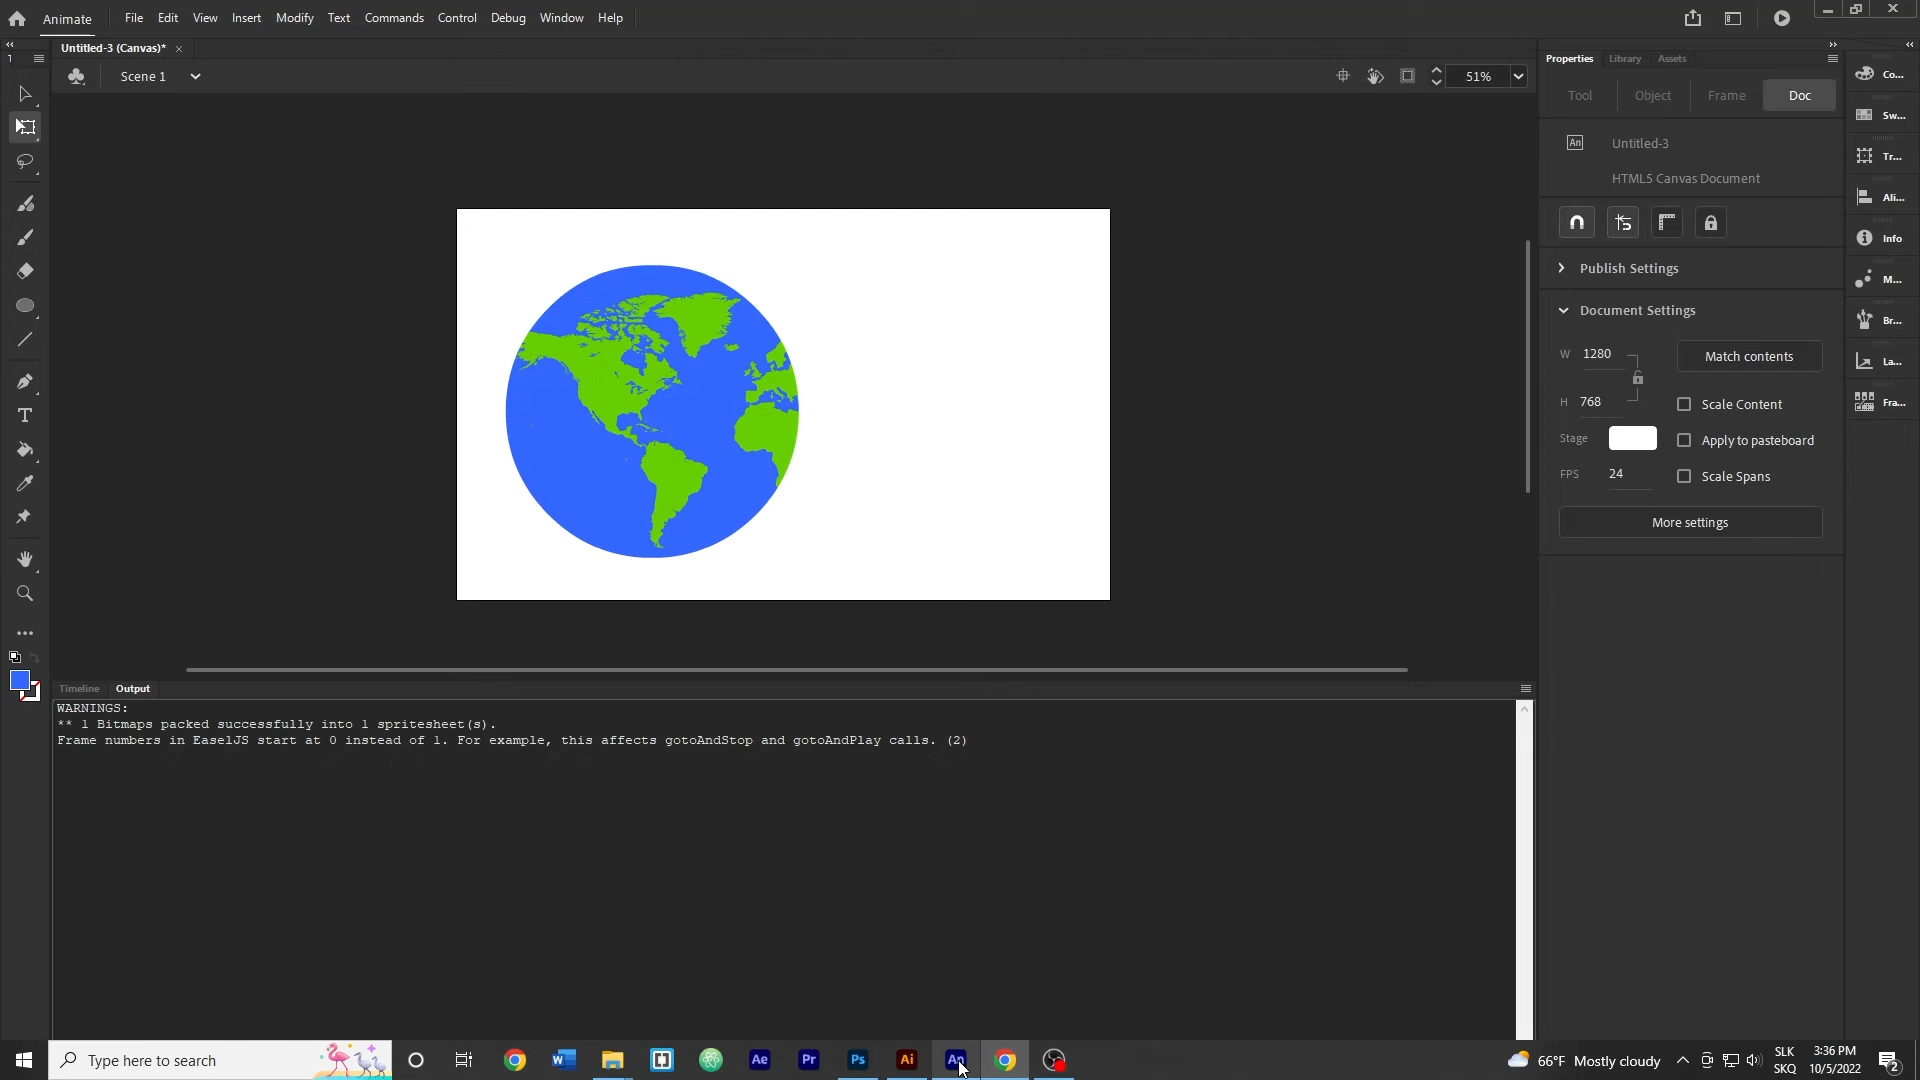 Animate File Edit View Insert Modify Text Commands Control Debug Window Help
Untitled-3 (Canvas)*
Scene 1
51%
Properties Library Assets
Tool Object Frame Doc
An Untitled-3
HTML5 Canvas Document
Publish Settings
Document Settings
W 1280
Match contents
H 768
Scale Content
Stage
Apply to pasteboard
FPS 24
Scale Spans
More settings
Co...
Sw...
Tr...
Ali...
Info
M...
Br...
La...
Fra...
Timeline Output
WARNINGS:
** 1 Bitmaps packed successfully into 1 spritesheet(s).
Frame numbers in EaselJS start at 0 instead of 1. For example, this affects gotoAndStop and gotoAndPlay calls. (2)
Type here to search
W
Ae
Pr
Ps
Ai
An
66°F Mostly cloudy
SLK
SKQ
3:36 PM
10/5/2022
2